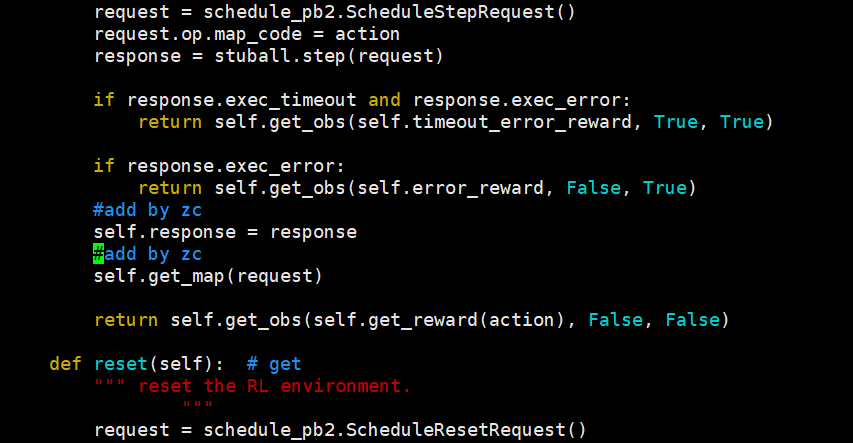 request = schedule_pb2.ScheduleStepRequest()
request.op.map_code = action
response = stuball.step(request)
if response.exec_timeout and response.exec_error:
return self.get_obs(self.timeout_error_reward, True, True)
if response.exec_error:
return self.get_obs(self.error_reward, False, True)
#add by zc
self.response = response
#add by zc
self.get_map(request)
return self.get_obs(self.get_reward(action), False, False)
def reset(self):  # get
""" reset the RL environment.
"""
request = schedule_pb2.ScheduleResetRequest()